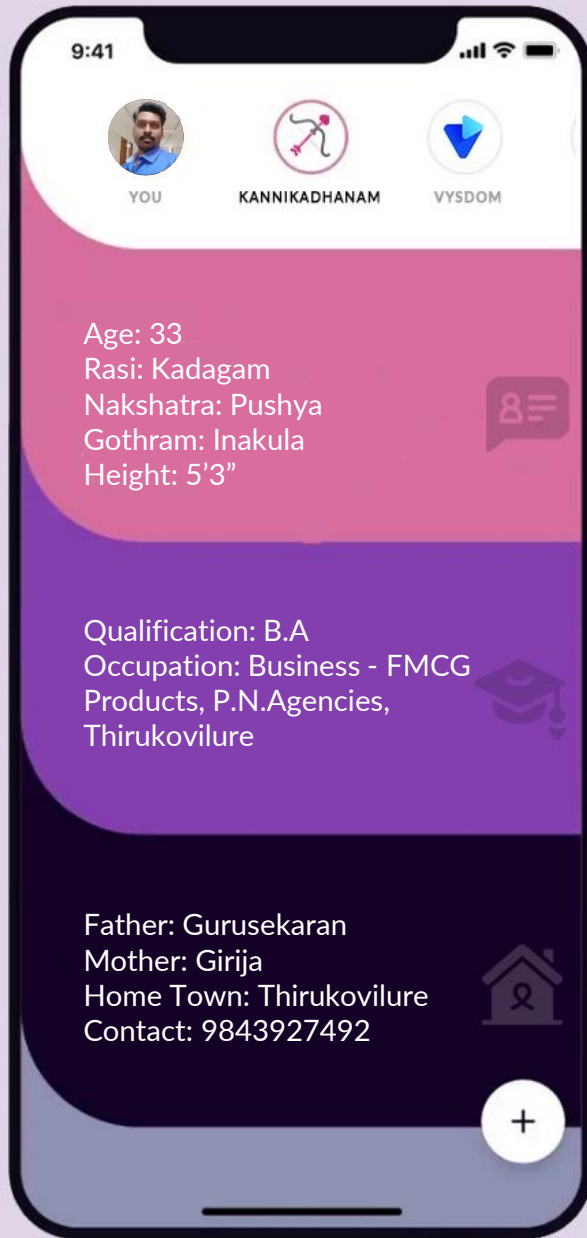 9:41
YOU
KANNIKADHANAM
VYSDOM
Age: 33
Rasi: Kadagam
Nakshatra: Pushya
Gothram: Inakula
Height: 5’3”
Qualification: B.A
Occupation: Business - FMCG
Products, P.N.Agencies,
Thirukovilure
Father: Gurusekaran
Mother: Girija
Home Town: Thirukovilure
Contact: 9843927492